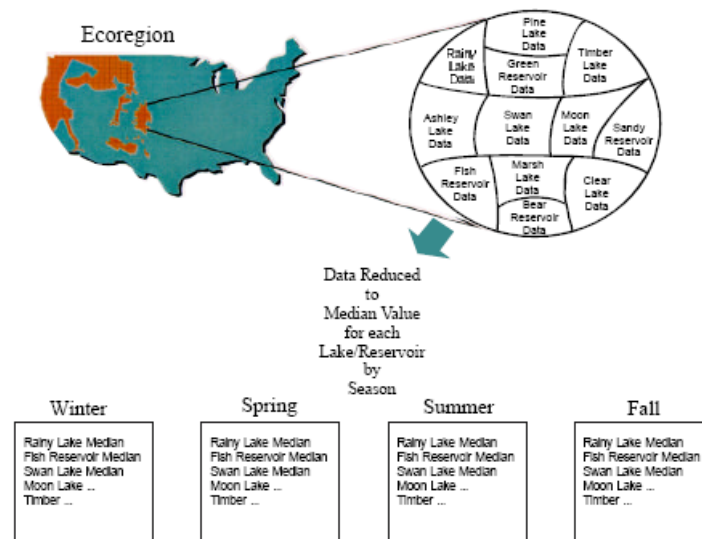 Ecoregion
Pine
Lake
Data
Rainy
Lake
Data
Green
Reservoir
Data
Timber
Lake
Data
Ashley
Lake
Data
Swan
Lake
Data
Moon
Lake
Data
Sandy
Reservoir
Data
Fish
Reservoir
Data
Marsh
Lake
Data
Clear
Lake
Data
Bear
Reservoir
Data
Data Reduced
to
Median Value
for each
Lake/Reservoir
by
Season
Winter
Rainy Lake Median
Fish Reservoir Median
Swan Lake Median
Moon Lake ...
Timber ...
Spring
Rainy Lake Median
Fish Reservoir Median
Swan Lake Median
Moon Lake ...
Timber ...
Summer
Rainy Lake Median
Fish Reservoir Median
Swan Lake Median
Moon Lake ...
Timber ...
Fall
Rainy Lake Median
Fish Reservoir Median
Swan Lake Median
Moon Lake ...
Timber ...